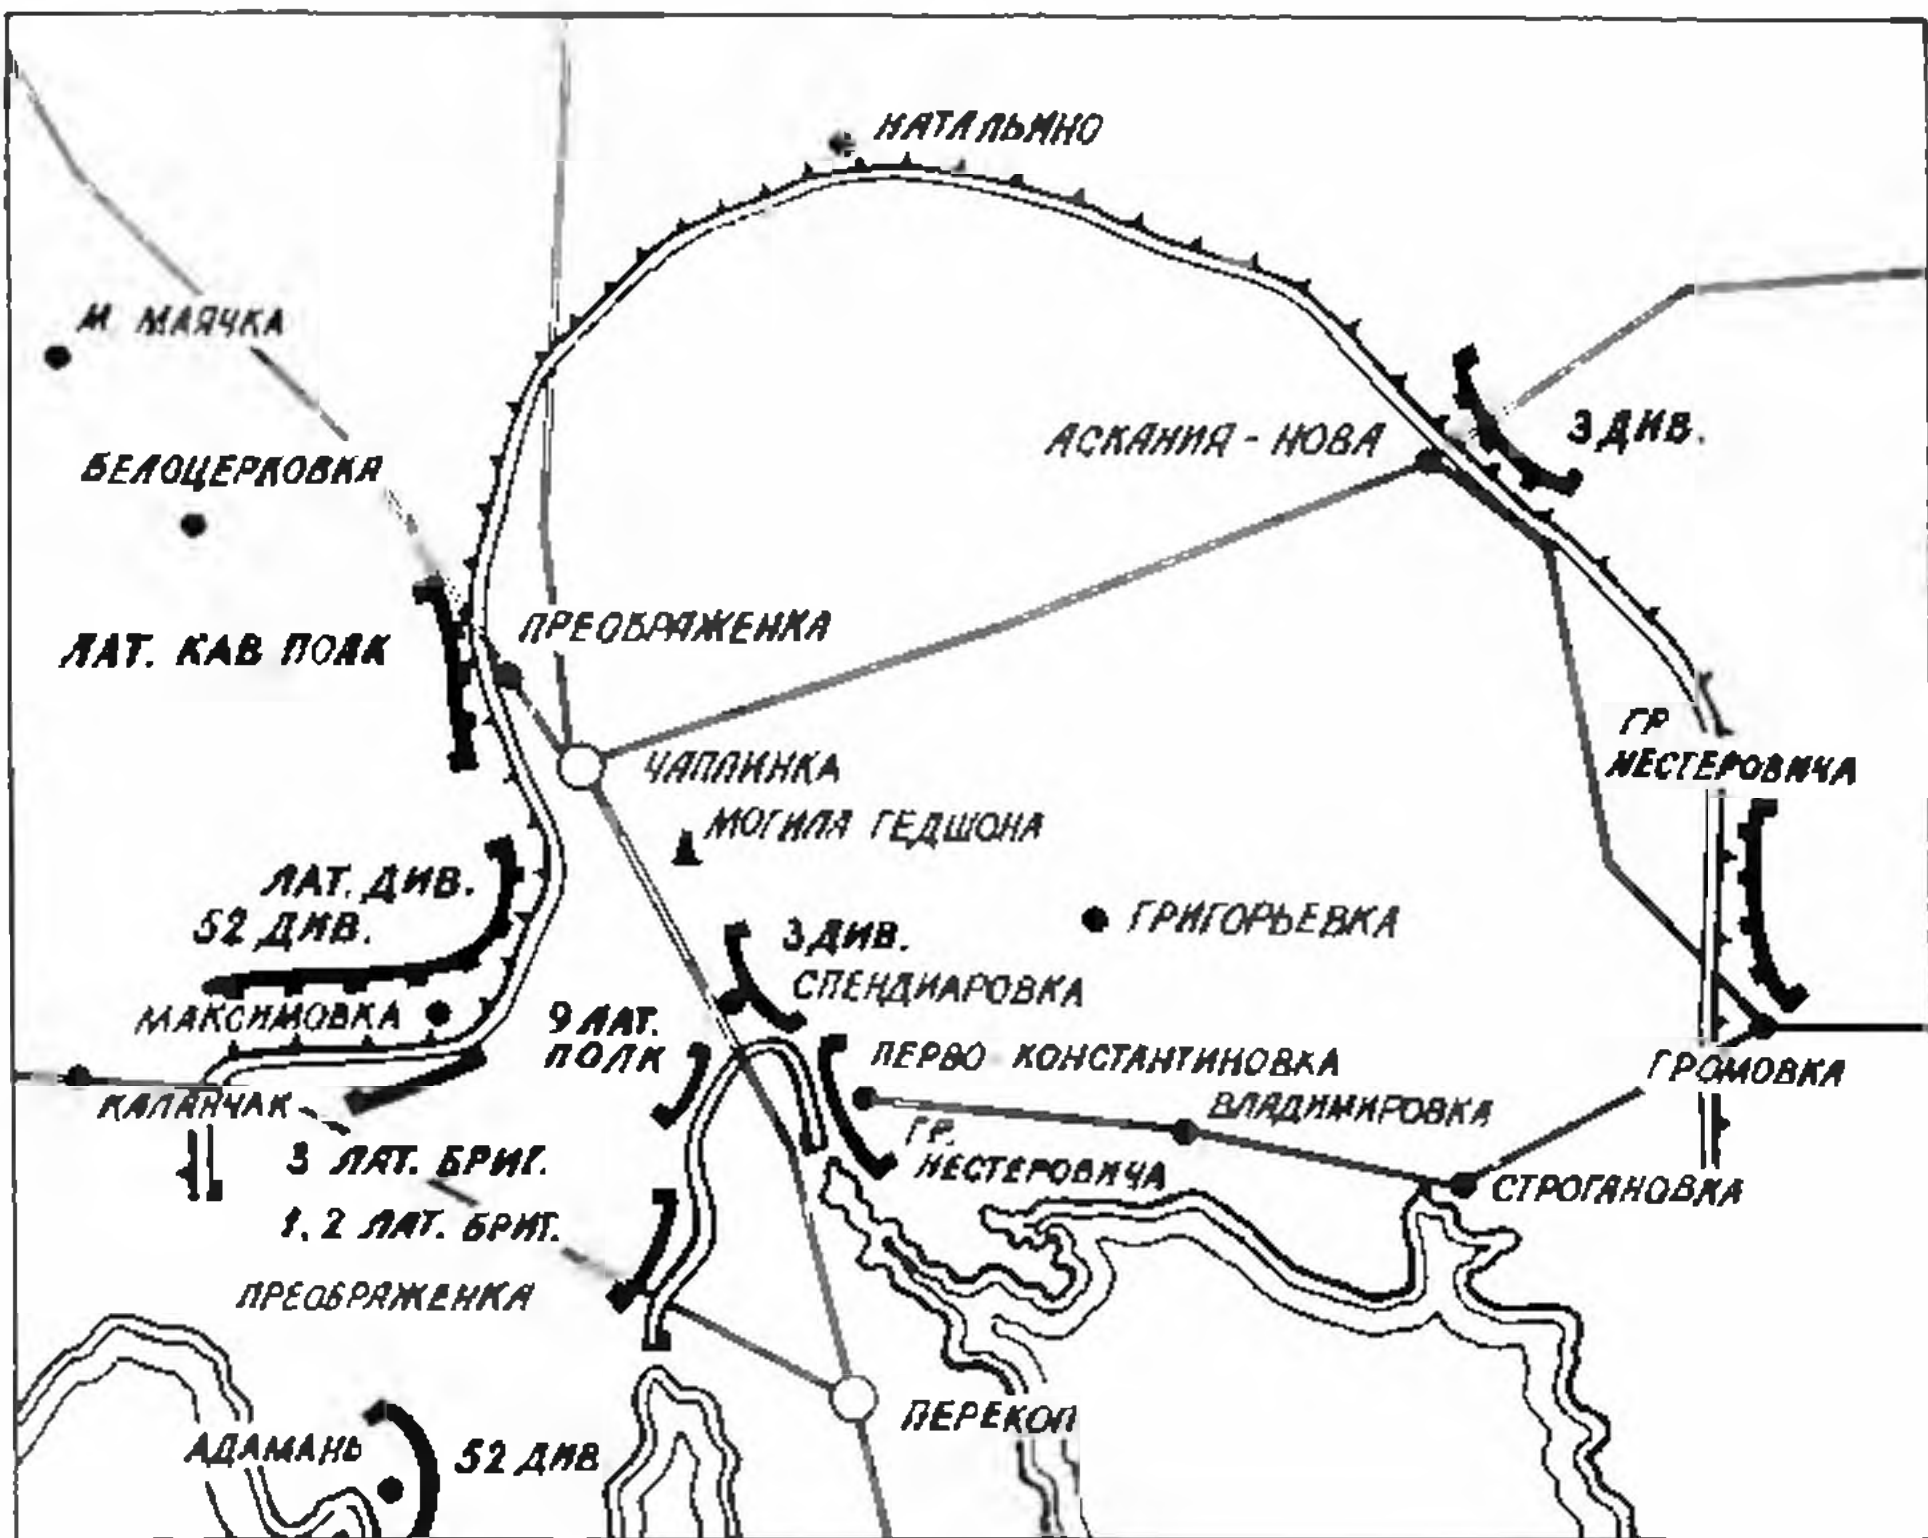 НАТАЛЬИНО
М. МАЯЧКА
АСКАНИЯ - НОВА
3 ДИВ.
БЕЛОЦЕРКОВКА
ПРЕОБРАЖЕНКА
ЛАТ. КАВ ПОЛК
ГР
НЕСТЕРОВИЧА
ЧАПЛИНКА
МОГИЛА ГЕДШОНА
ЛАТ. ДИВ.
52 ДИВ.
ГРИГОРЬЕВКА
3 ДИВ.
СПЕНДИАРОВКА
МАКСИМОВКА
9 ЛАТ.
ПОЛК
ПЕРВО - КОНСТАНТИНОВКА
ГРОМОВКА
КАЛАНЧАК
ВЛАДИМИРОВКА
ГР.
НЕСТЕРОВИЧА
3 ЛАТ. БРИГ.
СТРОГАНОВКА
1, 2 ЛАТ. БРИГ.
ПРЕОБРАЖЕНКА
ПЕРЕКОП
АДАМАНЬ
52 ДИВ